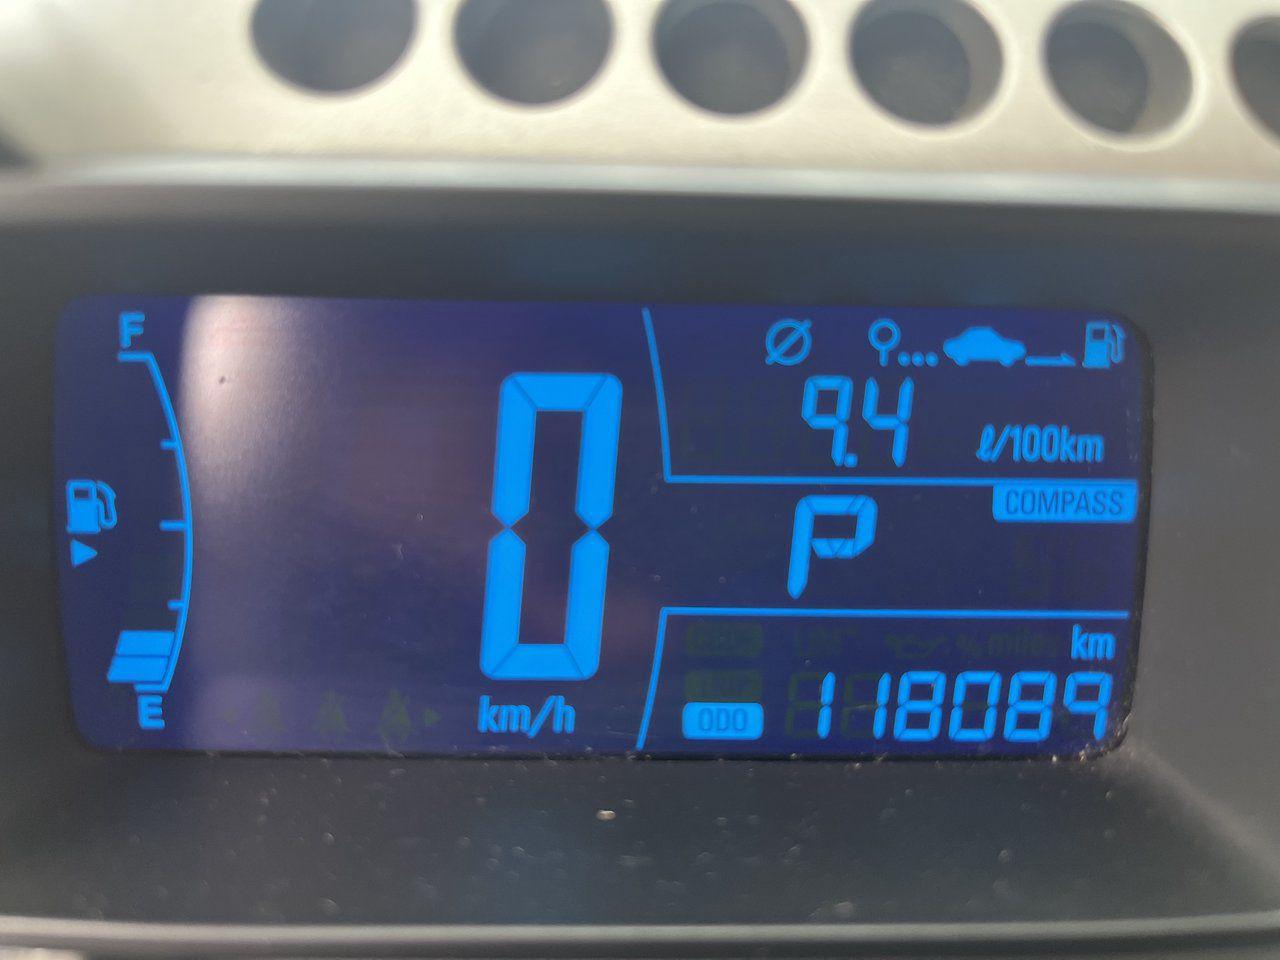 F
E
0
km/h
9.4
ℓ/100km
COMPASS
P
km
ODO 118089